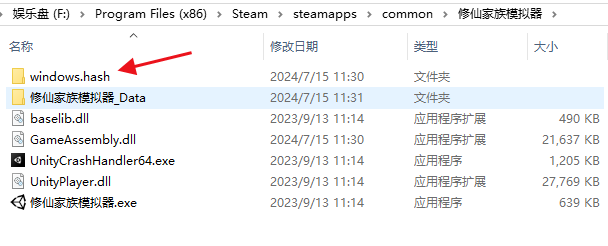 娱乐盘 (F:) › Program Files (x86) › Steam › steamapps › common › 修仙家族模拟器 ›
名称 修改日期 类型 大小
windows.hash 2024/7/15 11:30 文件夹
修仙家族模拟器_Data 2024/7/15 11:31 文件夹
baselib.dll 2023/9/13 11:14 应用程序扩展 490 KB
GameAssembly.dll 2024/7/15 11:30 应用程序扩展 21,637 KB
UnityCrashHandler64.exe 2023/9/13 11:14 应用程序 1,205 KB
UnityPlayer.dll 2023/9/13 11:14 应用程序扩展 27,769 KB
修仙家族模拟器.exe 2023/9/13 11:14 应用程序 639 KB